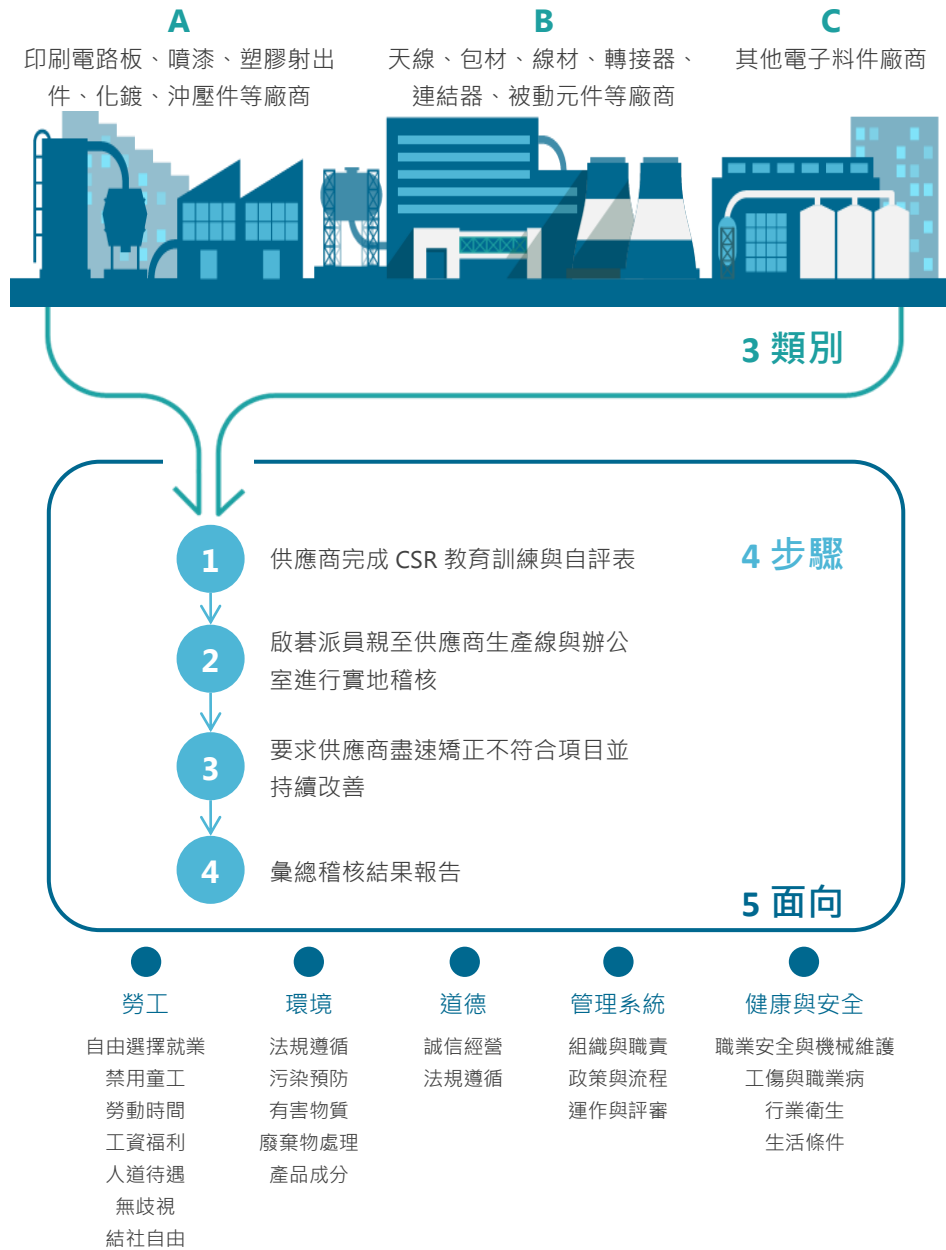 A
印刷電路板、噴漆、塑膠射出
件、化鍍、沖壓件等廠商
B
天線、包材、線材、轉接器、
連結器、被動元件等廠商
C
其他電子料件廠商
3 類別
4 步驟
1
供應商完成 CSR 教育訓練與自評表
2
啟碁派員親至供應商生產線與辦公
室進行實地稽核
3
要求供應商盡速矯正不符合項目並
持續改善
4
彙總稽核結果報告
5 面向
勞工
自由選擇就業
禁用童工
勞動時間
工資福利
人道待遇
無歧視
結社自由
環境
法規遵循
污染預防
有害物質
廢棄物處理
產品成分
道德
誠信經營
法規遵循
管理系統
組織與職責
政策與流程
運作與評審
健康與安全
職業安全與機械維護
工傷與職業病
行業衛生
生活條件